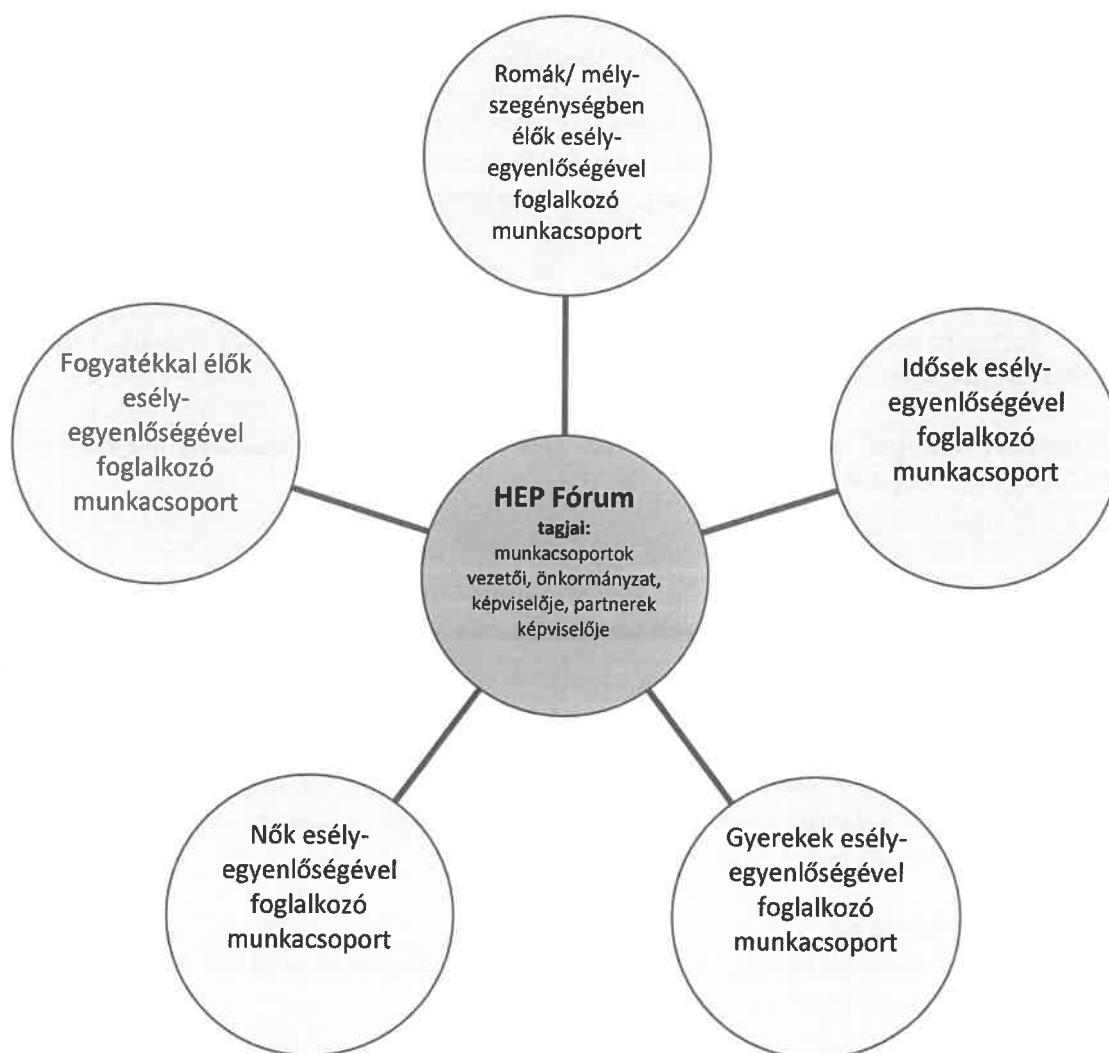 Romák/ mély-
szegénységben
élők esély-
egyenlőségével
foglalkozó
munkacsoport
Fogyatékkal élők
esély-
egyenlőségével
foglalkozó
munkacsoport
Idősek esély-
egyenlőségével
foglalkozó
munkacsoport
HEP Fórum
tagjai:
munkacsoportok
vezetői, önkormányzat,
képviselője, partnerek
képviselője
Nők esély-
egyenlőségével
foglalkozó
munkacsoport
Gyerekek esély-
egyenlőségével
foglalkozó
munkacsoport